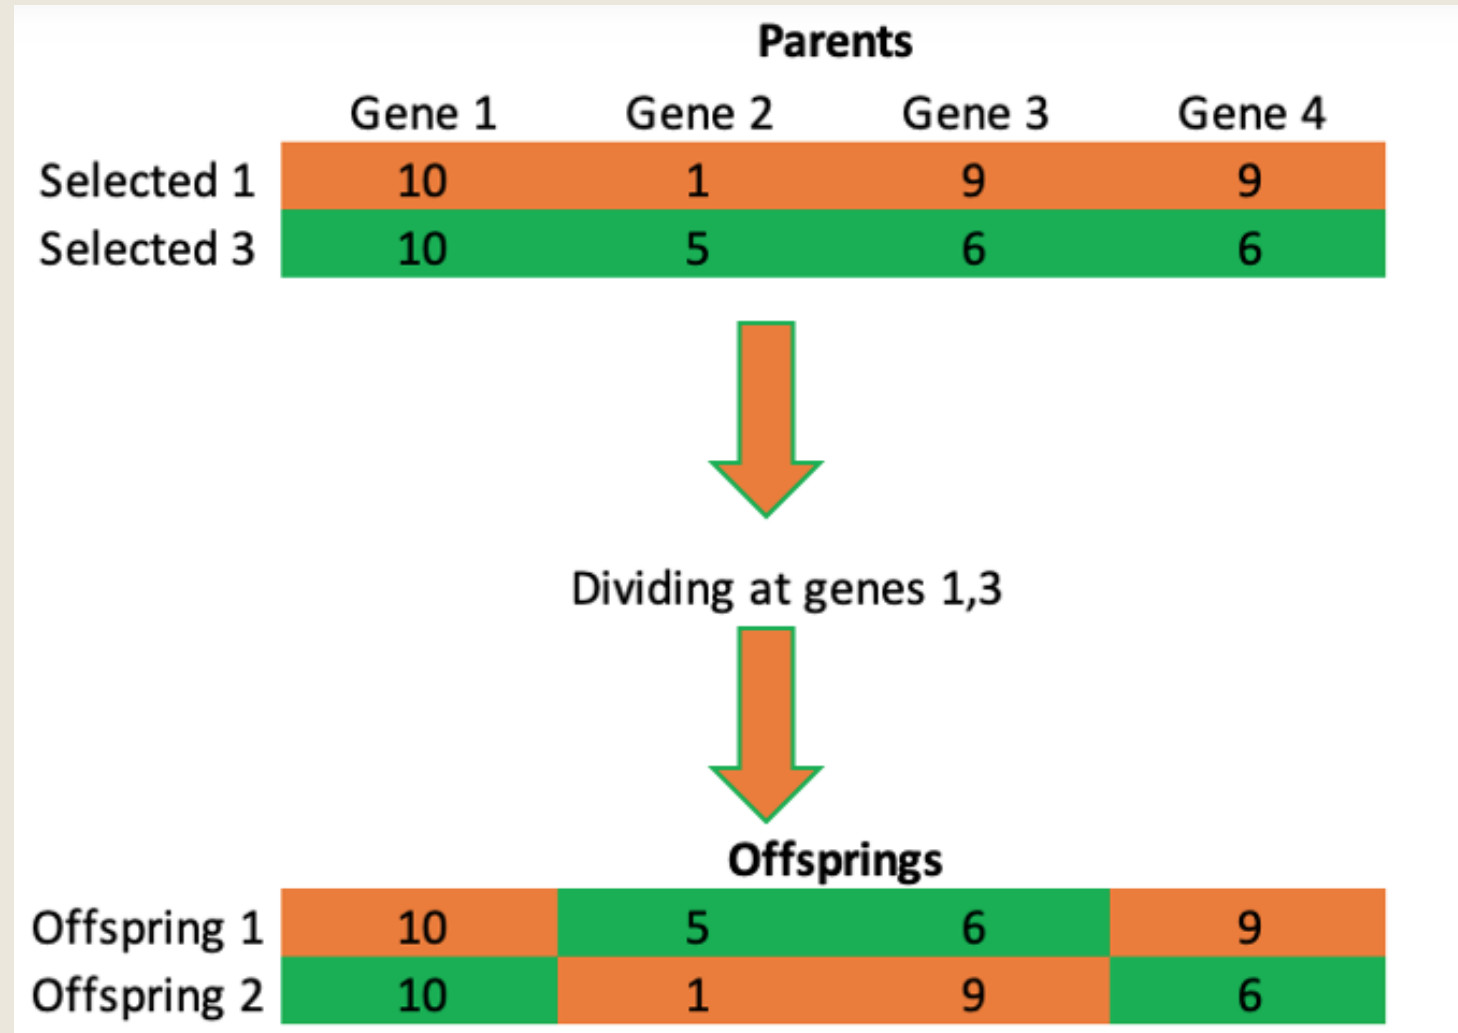 Parents
Gene 1 Gene 2 Gene 3 Gene 4
Selected 1 10 1 9 9
Selected 3 10 5 6 6
Dividing at genes 1,3
Offsprings
Offspring 1 10 5 6 9
Offspring 2 10 1 9 6